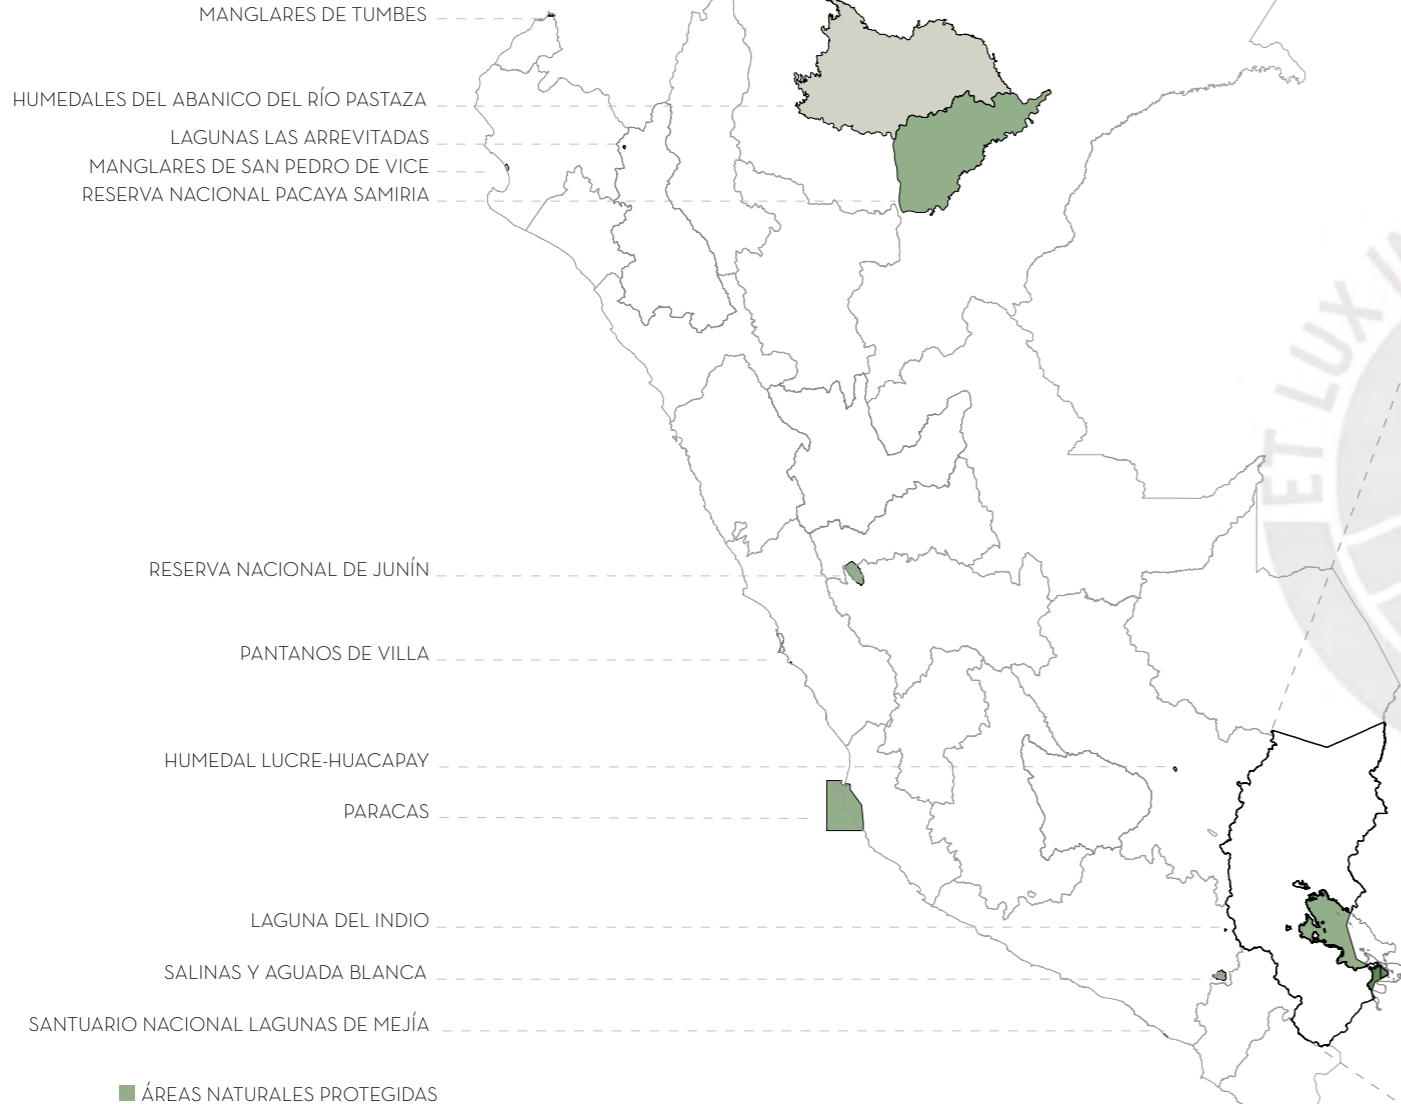 MANGLARES DE TUMBES
HUMEDALES DEL ABANICO DEL RÍO PASTAZA
LAGUNAS LAS ARREVITADAS
MANGLARES DE SAN PEDRO DE VICE
RESERVA NACIONAL PACAYA SAMIRIA
RESERVA NACIONAL DE JUNÍN
PANTANOS DE VILLA
HUMEDAL LUCRE-HUACAPAY
PARACAS
LAGUNA DEL INDIO
SALINAS Y AGUADA BLANCA
SANTUARIO NACIONAL LAGUNAS DE MEJÍA
ÁREAS NATURALES PROTEGIDAS
ET LUX